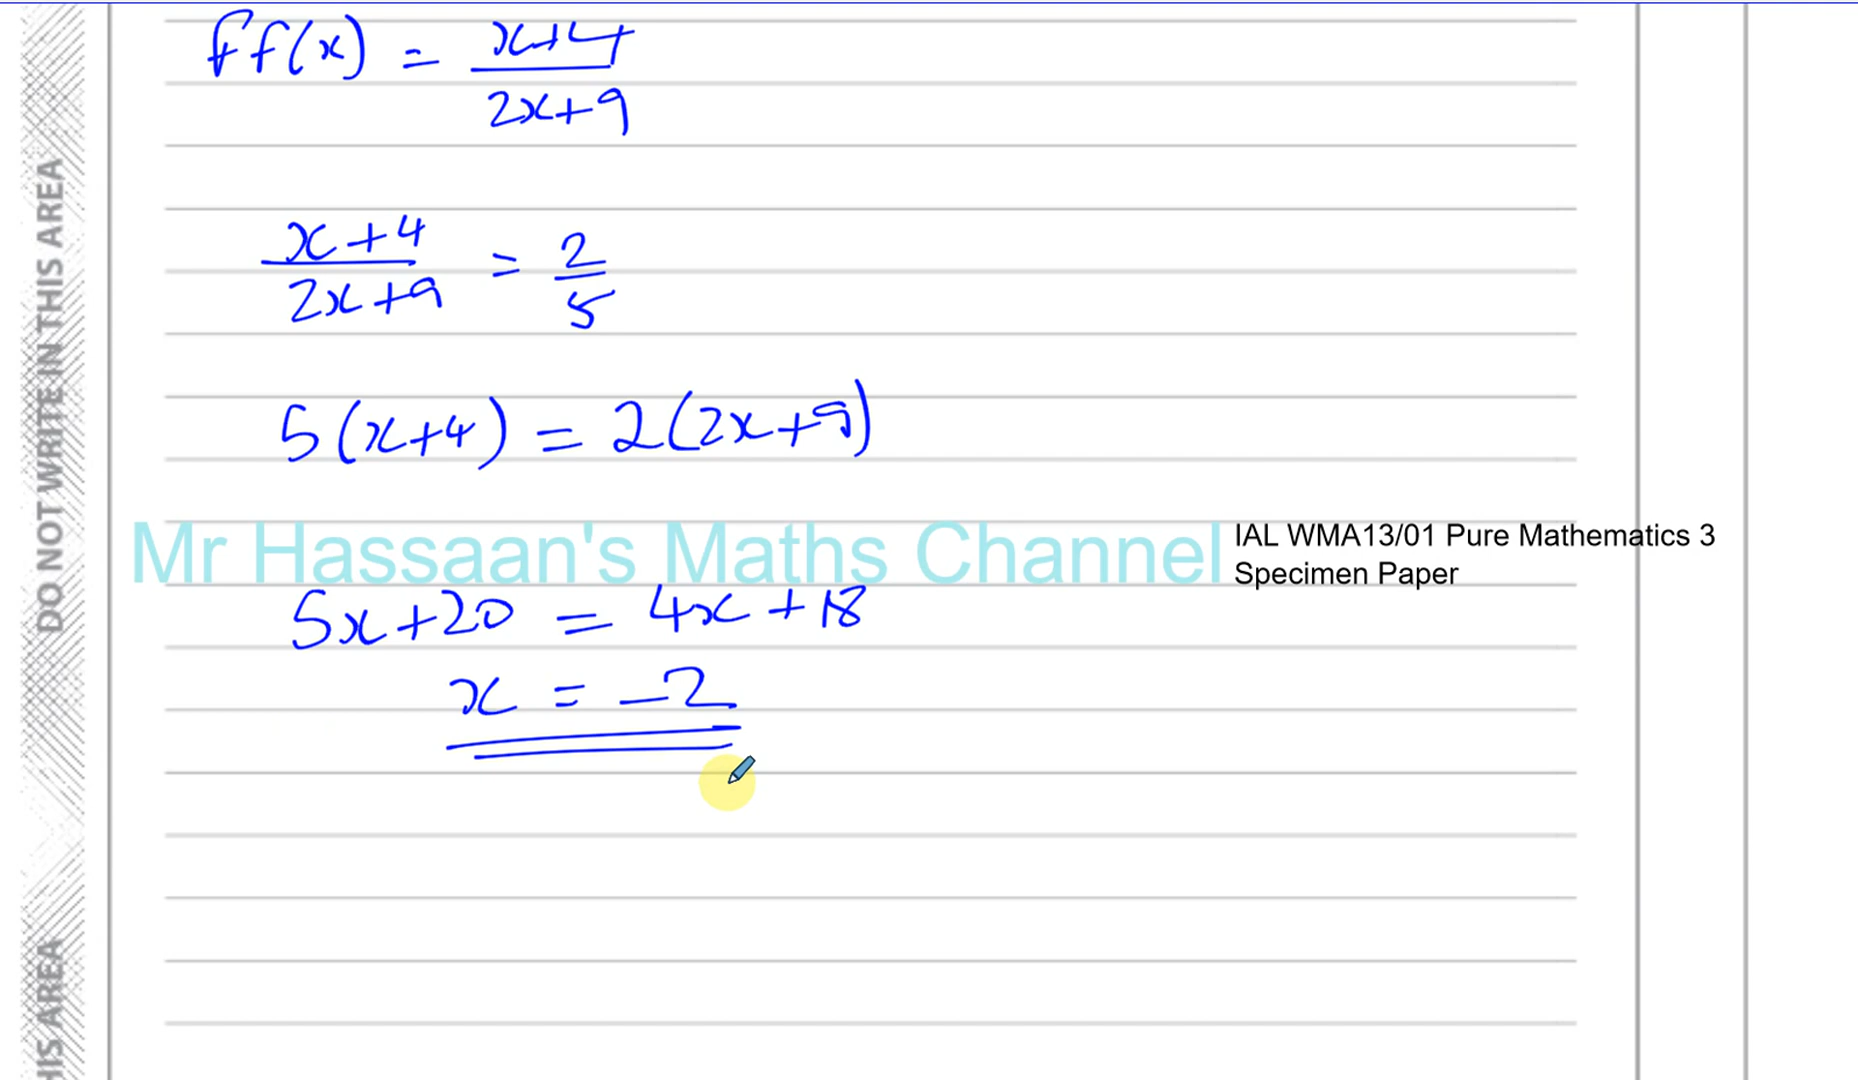 ff(x) = x+4
2x+9
x+4 = 2
2x+9 5
5(x+4) = 2(2x+9)
Mr Hassaan's Maths Channel
IAL WMA13/01 Pure Mathematics 3
Specimen Paper
5x+20 = 4x+18
x = -2
DO NOT WRITE IN THIS AREA
HIS AREA